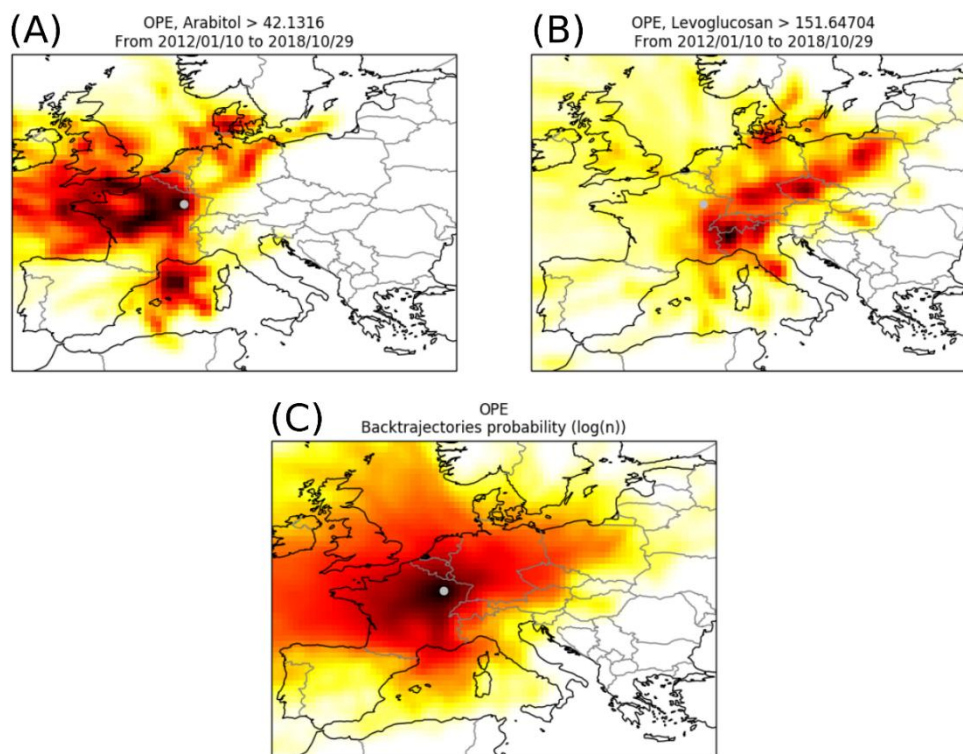 (A)
OPE, Arabitol > 42.1316
From 2012/01/10 to 2018/10/29
(B)
OPE, Levoglucosan > 151.64704
From 2012/01/10 to 2018/10/29
(C)
OPE
Backtrajectories probability (log(n))